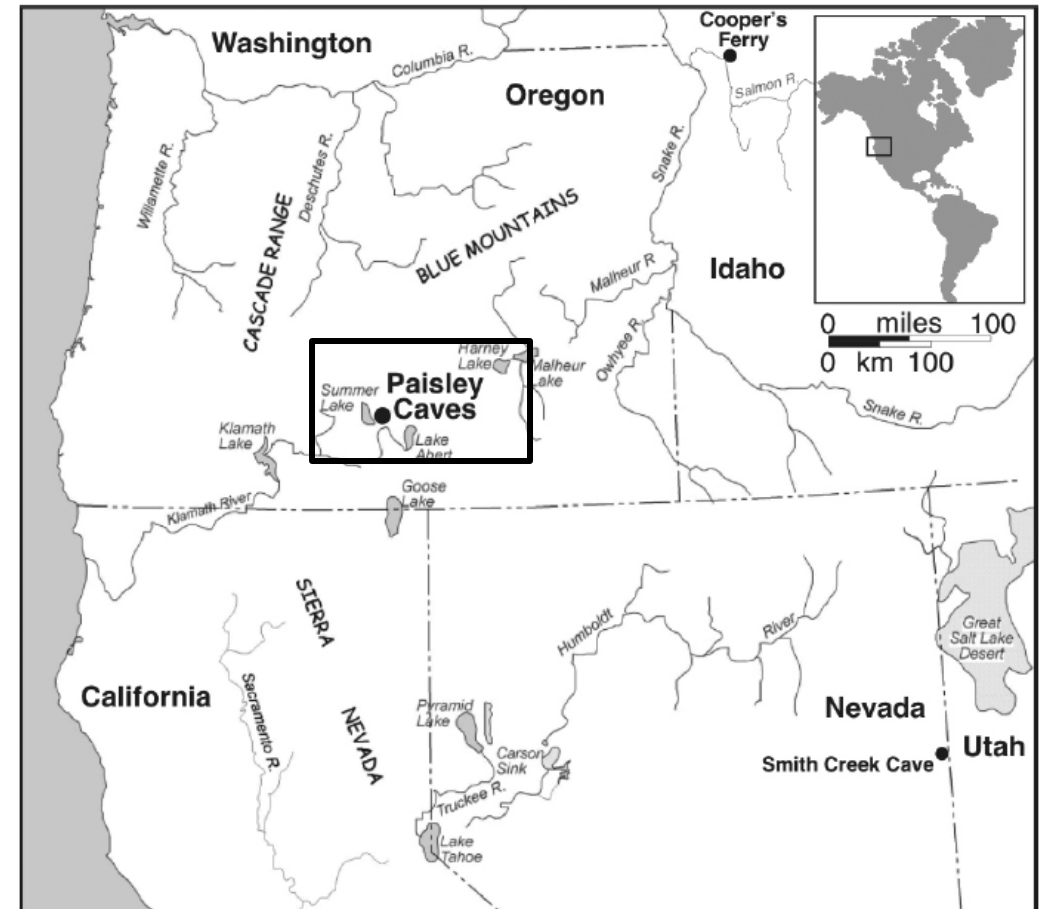 Cooper's
Ferry
Washington
Columbia R.
Oregon
Salmon R.
Willamette R.
Deschutes R.
Snake R.
CASCADE RANGE
BLUE MOUNTAINS
Idaho
Malheur R
Owhyee R.
0 miles 100
0 km 100
Harney
Lake
Malheur
Lake
Summer
Lake
Paisley
Caves
Lake
Abert
Klamath
Lake
Snake R.
Goose
Lake
Klamath River
SIERRA
NEVADA
Humboldt
River
Great
Salt Lake
Desert
California
Sacramento R.
Pyramid
Lake
Carson
Sink
Nevada
Utah
Smith Creek Cave
Truckee R.
Lake
Tahoe